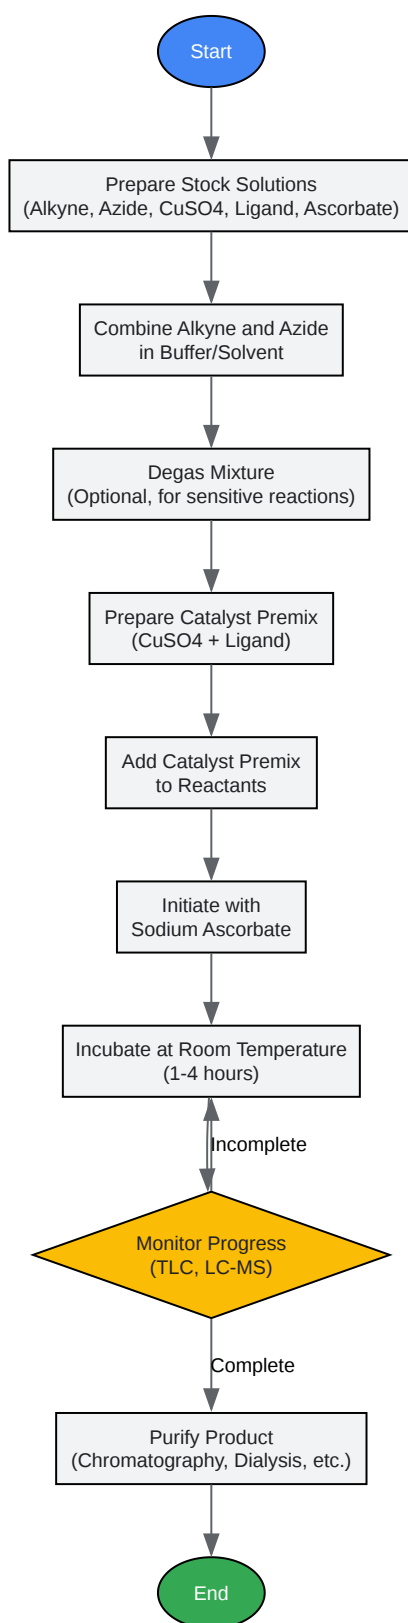 Start
Prepare Stock Solutions
(Alkyne, Azide, CuSO4, Ligand, Ascorbate)
Combine Alkyne and Azide
in Buffer/Solvent
Degas Mixture
(Optional, for sensitive reactions)
Prepare Catalyst Premix
(CuSO4 + Ligand)
Add Catalyst Premix
to Reactants
Initiate with
Sodium Ascorbate
Incubate at Room Temperature
(1-4 hours)
Incomplete
Monitor Progress
(TLC, LC-MS)
Complete
Purify Product
(Chromatography, Dialysis, etc.)
End